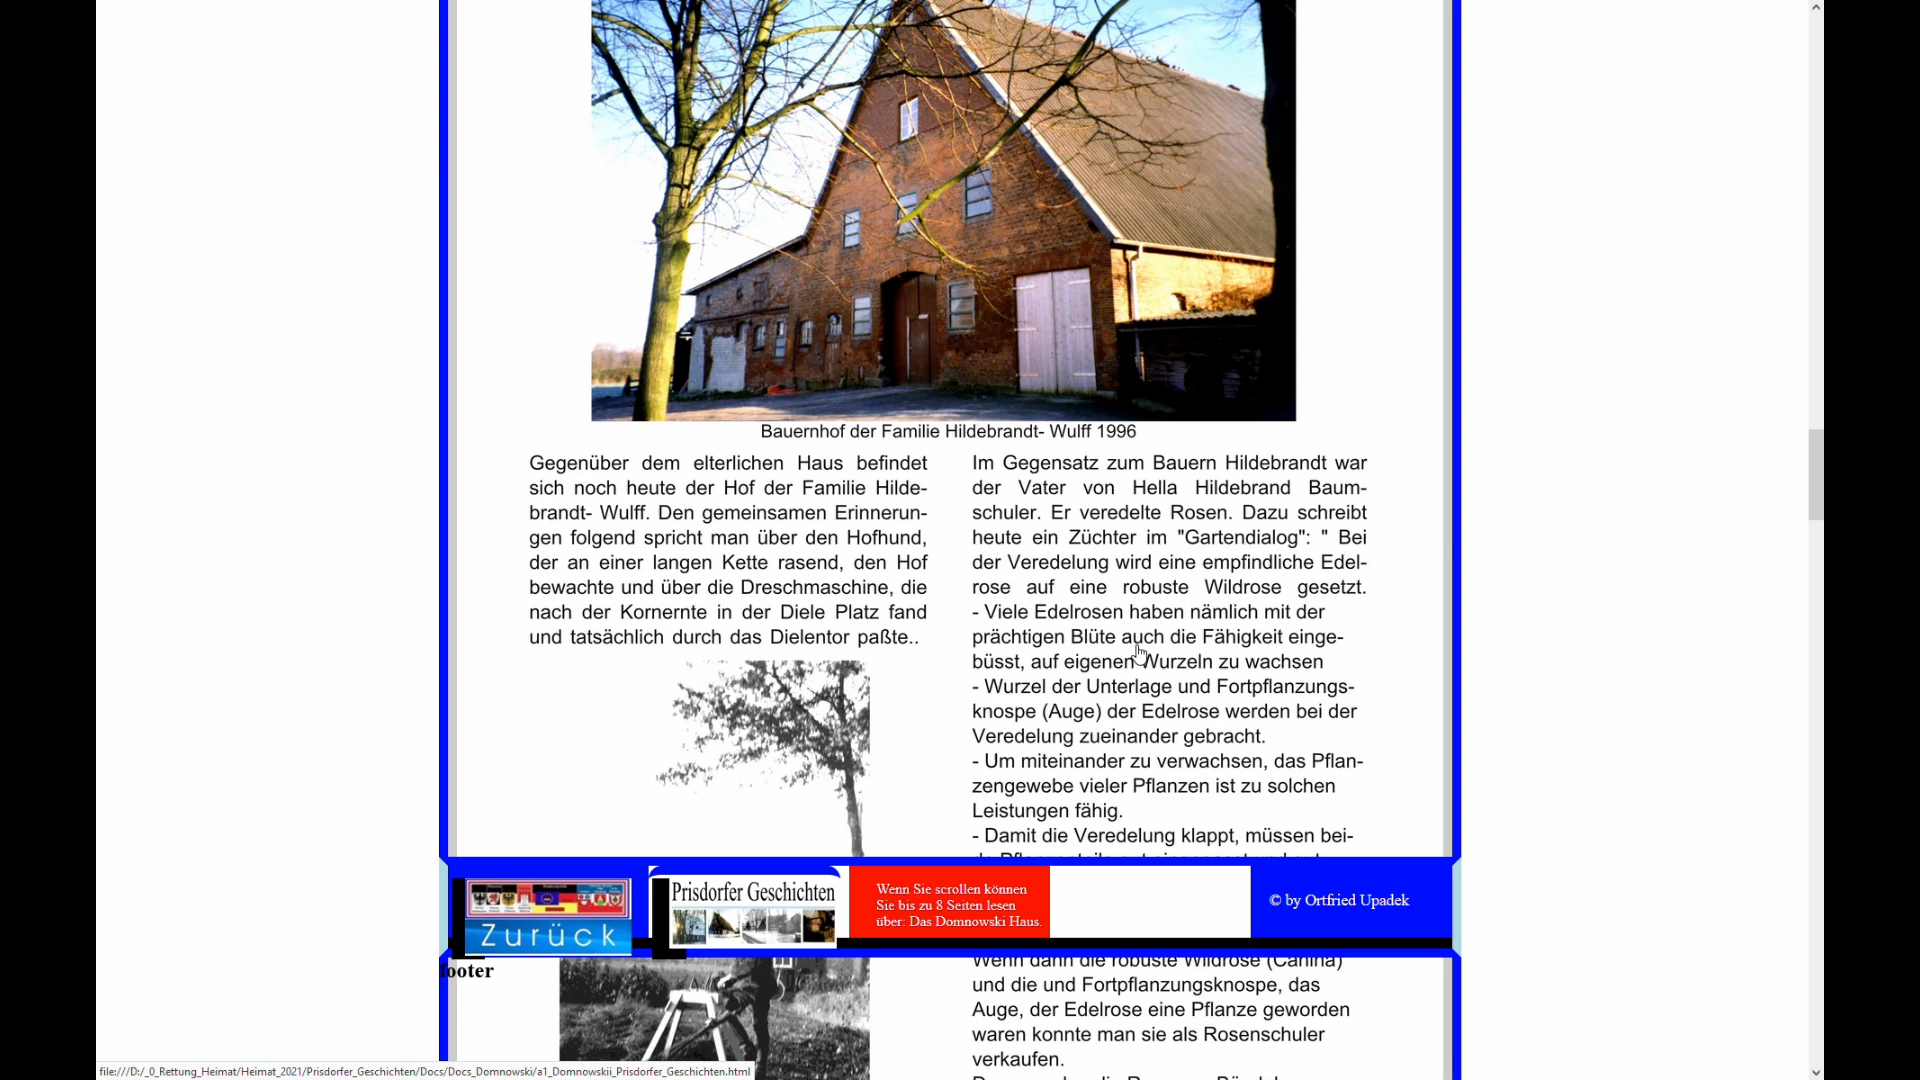 Bauernhof der Familie Hildebrandt- Wulff 1996
Gegenüber dem elterlichen Haus befindet
sich noch heute der Hof der Familie Hilde-
brandt- Wulff. Den gemeinsamen Erinnerun-
gen folgend spricht man über den Hofhund,
der an einer langen Kette rasend, den Hof
bewachte und über die Dreschmaschine, die
nach der Kornernte in der Diele Platz fand
und tatsächlich durch das Dielentor paßte..
Im Gegensatz zum Bauern Hildebrandt war
der Vater von Hella Hildebrand Baum-
schuler. Er veredelte Rosen. Dazu schreibt
heute ein Züchter im "Gartendialog": " Bei
der Veredelung wird eine empfindliche Edel-
rose auf eine robuste Wildrose gesetzt.
- Viele Edelrosen haben nämlich mit der
prächtigen Blüte auch die Fähigkeit einge-
büsst, auf eigenen Wurzeln zu wachsen
- Wurzel der Unterlage und Fortpflanzungs-
knospe (Auge) der Edelrose werden bei der
Veredelung zueinander gebracht.
- Um miteinander zu verwachsen, das Pflan-
zengewebe vieler Pflanzen ist zu solchen
Leistungen fähig.
- Damit die Veredelung klappt, müssen bei-
Zurück
Prisdorfer Geschichten
Wenn Sie scrollen können
Sie bis zu 8 Seiten lesen
über: Das Domnowski Haus.
© by Ortfried Upadek
footer
Wenn dann die robuste Wildrose (Canina)
und die und Fortpflanzungsknospe, das
Auge, der Edelrose eine Pflanze geworden
waren konnte man sie als Rosenschuler
verkaufen.
file:///D:/_0_Rettung_Heimat/Heimat_2021/Prisdorfer_Geschichten/Docs/Docs_Domnowski/a1_Domnowskii_Prisdorfer_Geschichten.html